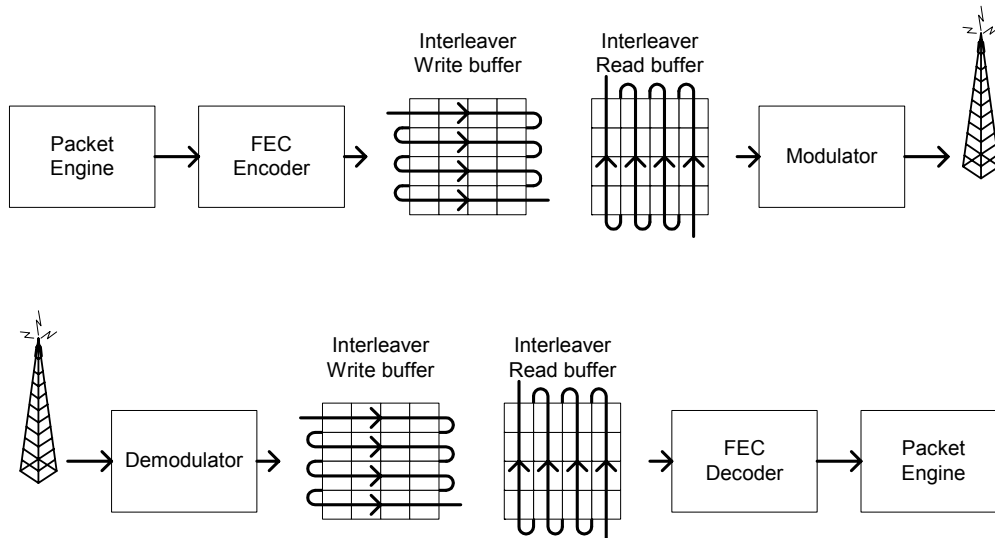 Interleaver
Write buffer
Interleaver
Read buffer
Packet
Engine
FEC
Encoder
Modulator
Interleaver
Write buffer
Interleaver
Read buffer
Demodulator
FEC
Decoder
Packet
Engine